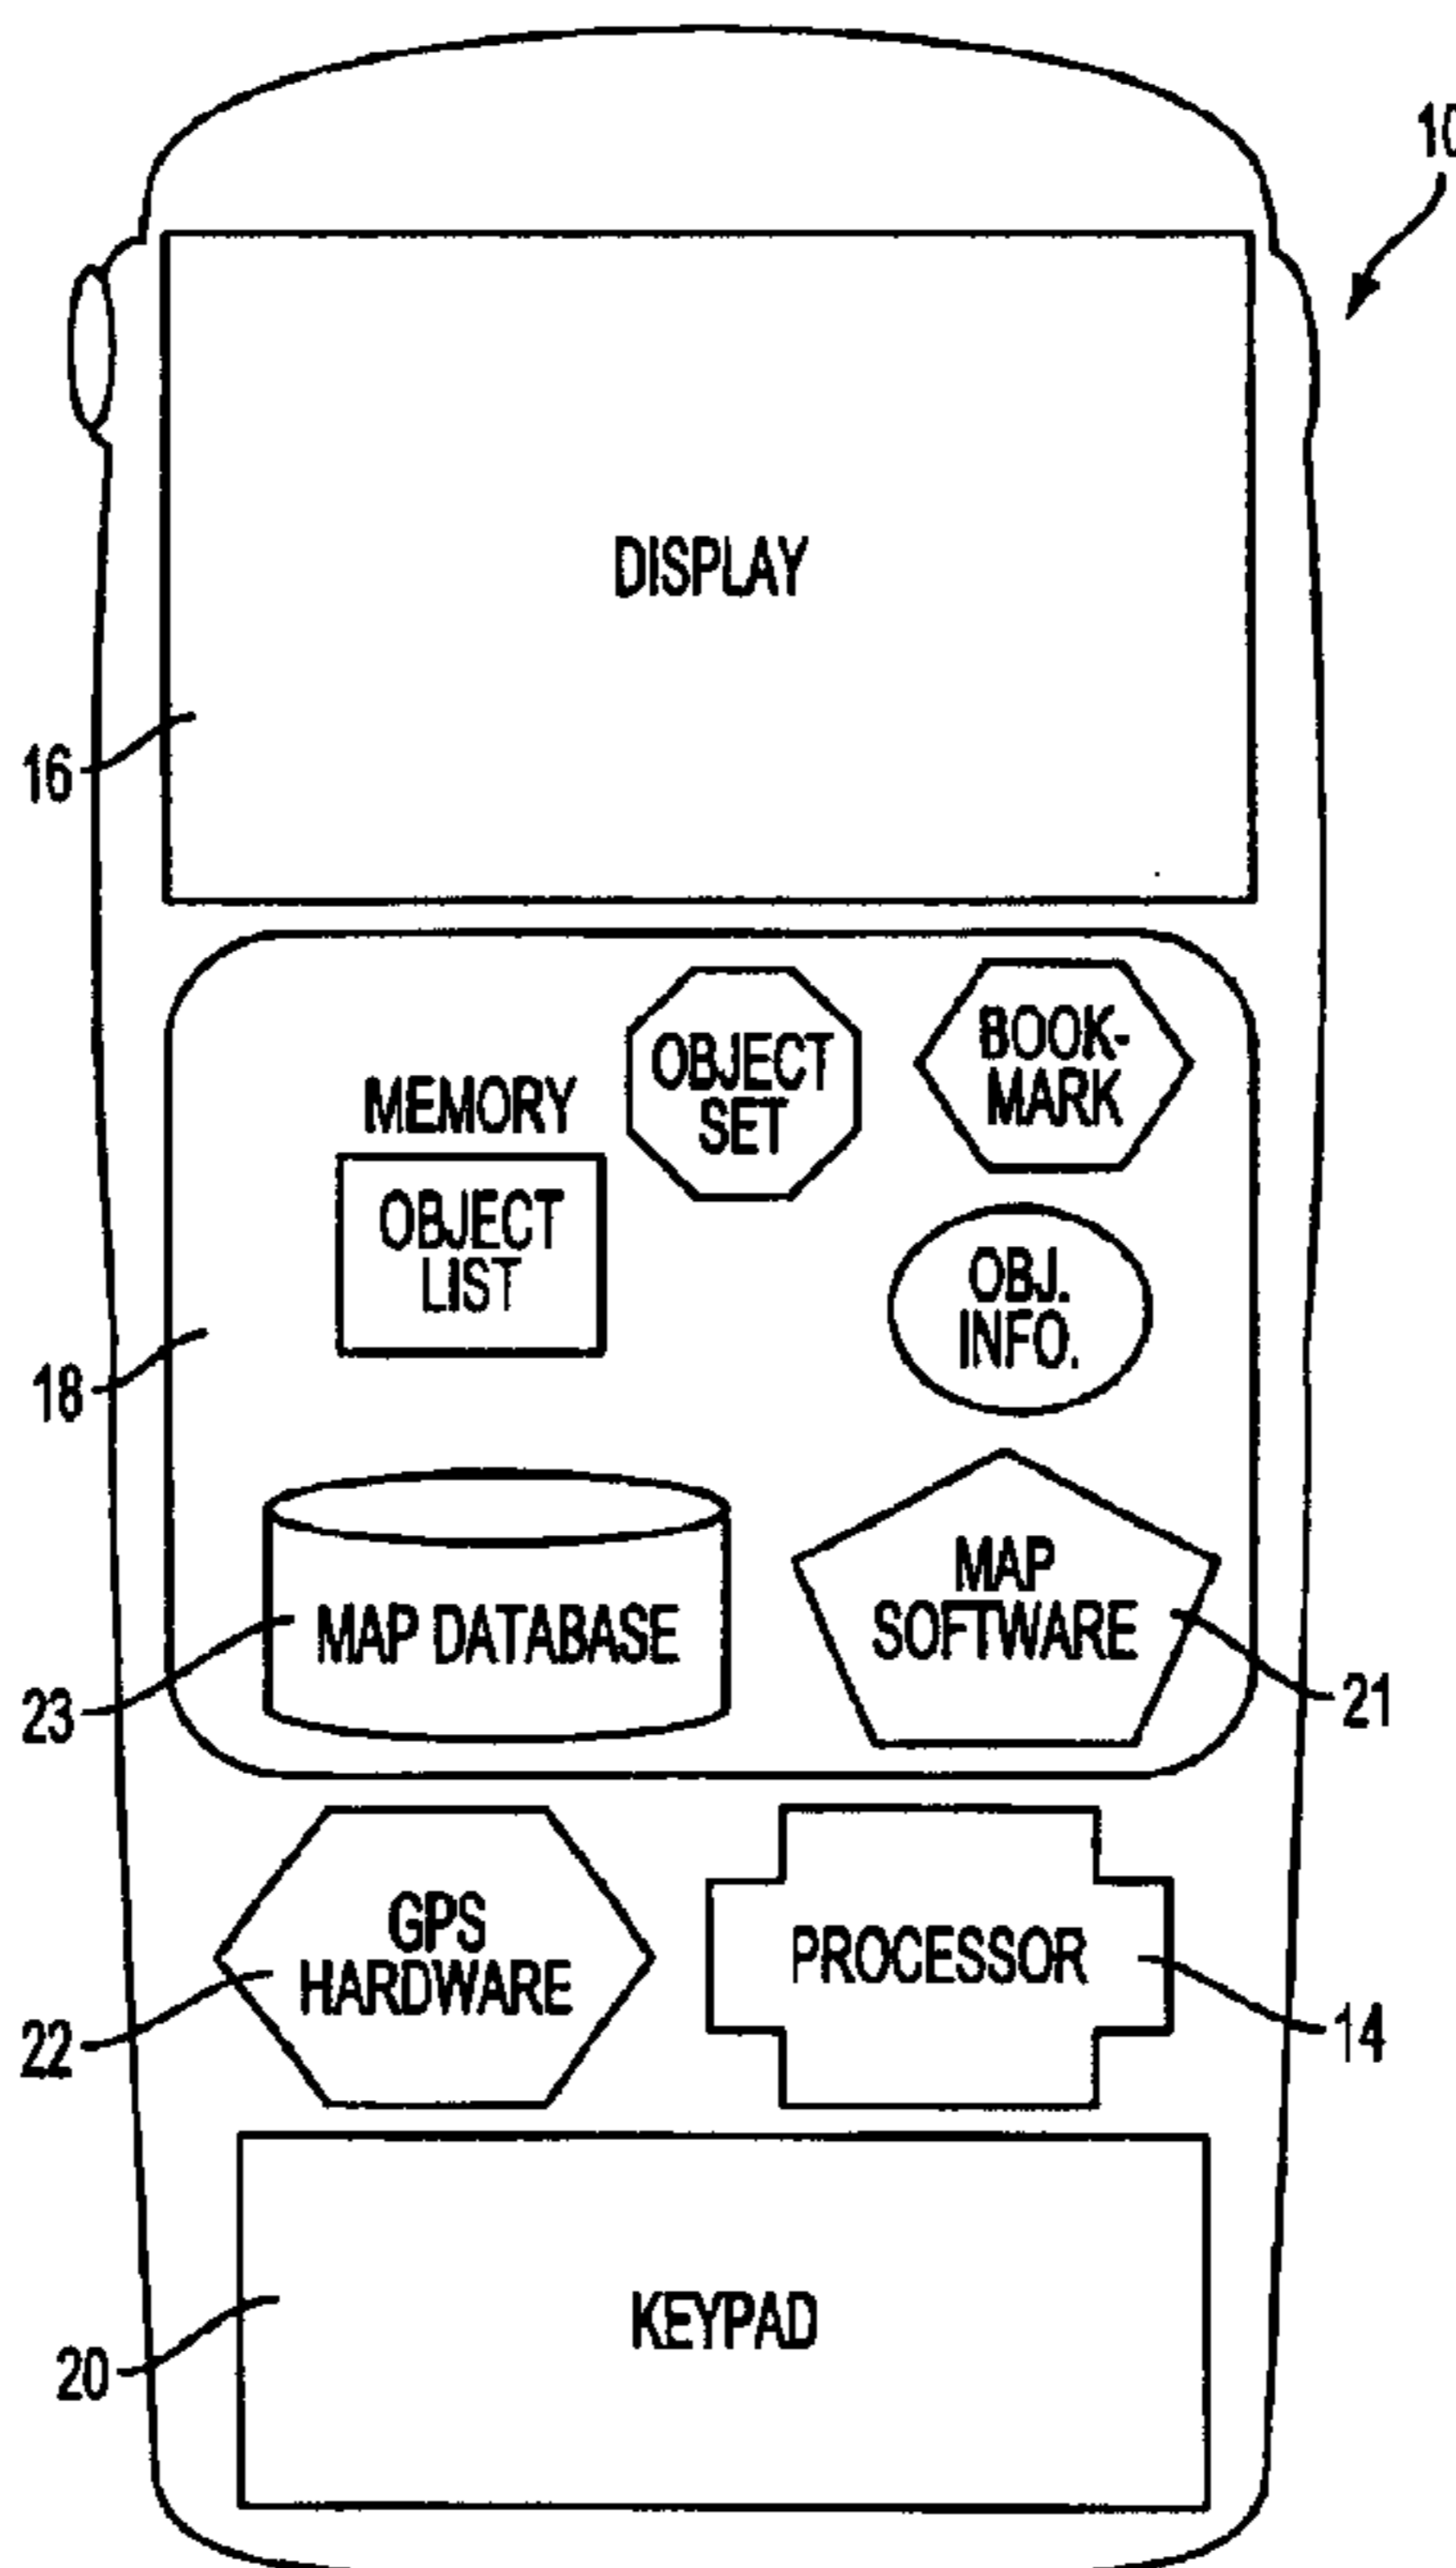 10
DISPLAY
16
OBJECT
SET
BOOK-
MARK
MEMORY
OBJECT
LIST
OBJ.
INFO.
18
MAP DATABASE
MAP
SOFTWARE
23
21
GPS
HARDWARE
PROCESSOR
22
14
KEYPAD
20